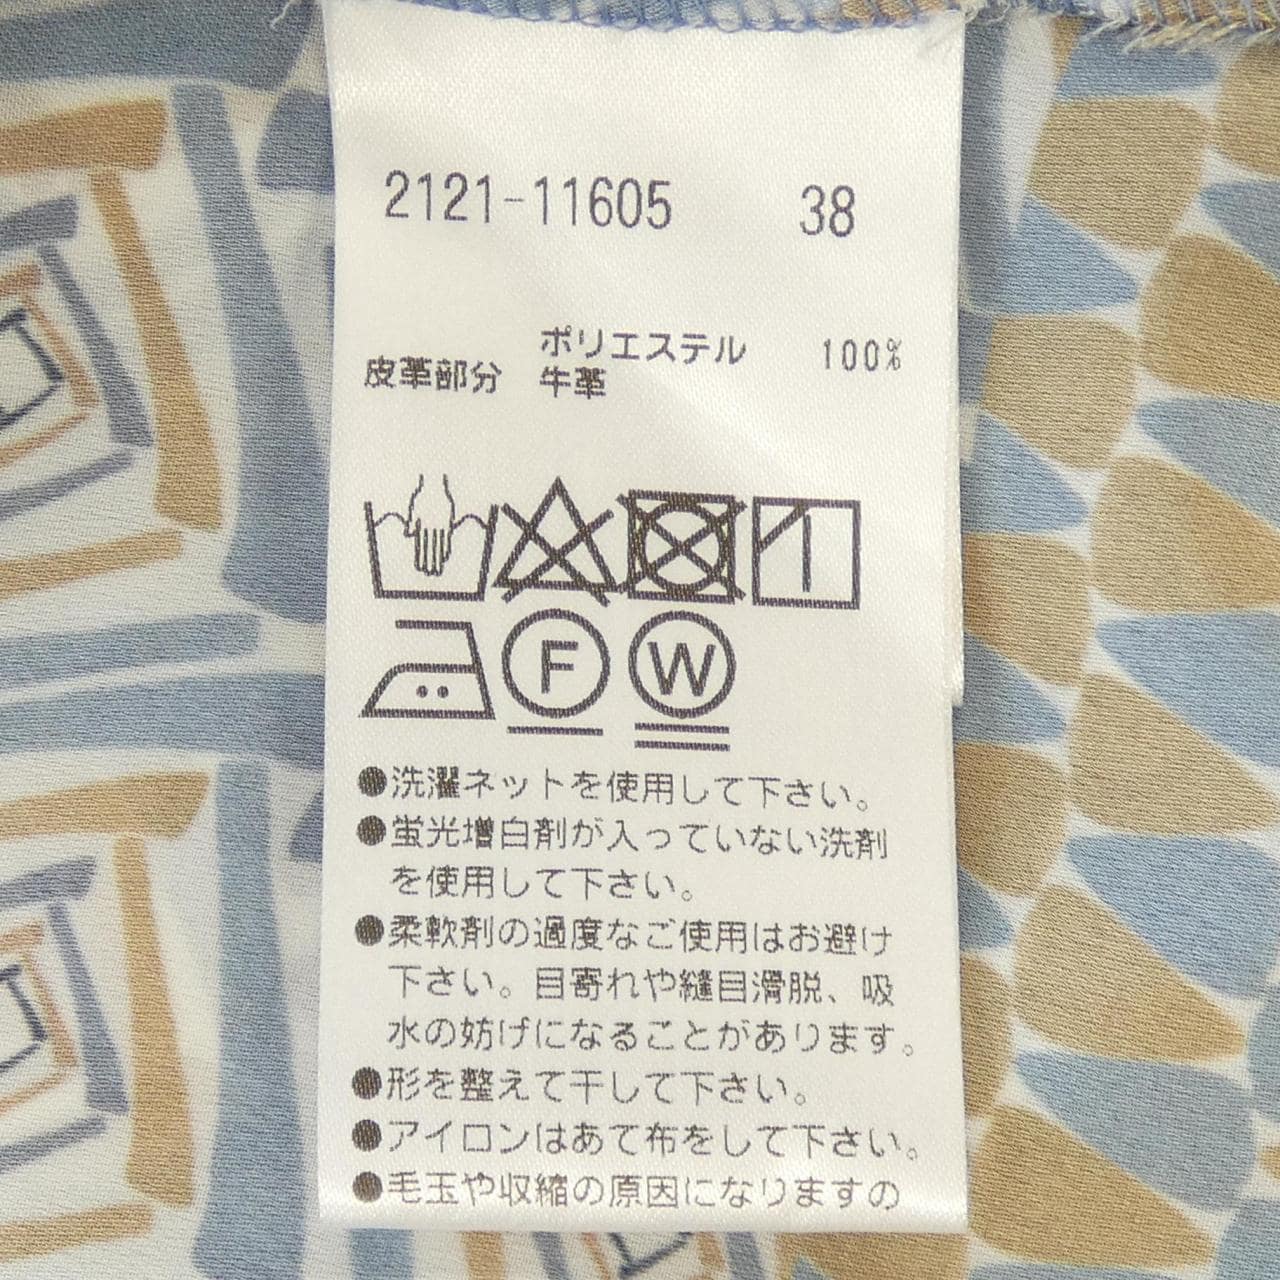 2121-11605 38
ポリエステル 100%
皮革部分 牛革
F W
●洗濯ネットを使用して下さい。
●蛍光増白剤が入っていない洗剤
を使用して下さい。
●柔軟剤の過度なご使用はお避け
下さい。目寄れや縫目滑脱、吸
水の妨げになることがあります。
●形を整えて干して下さい。
●アイロンはあて布をして下さい。
●毛玉や収縮の原因になりますの